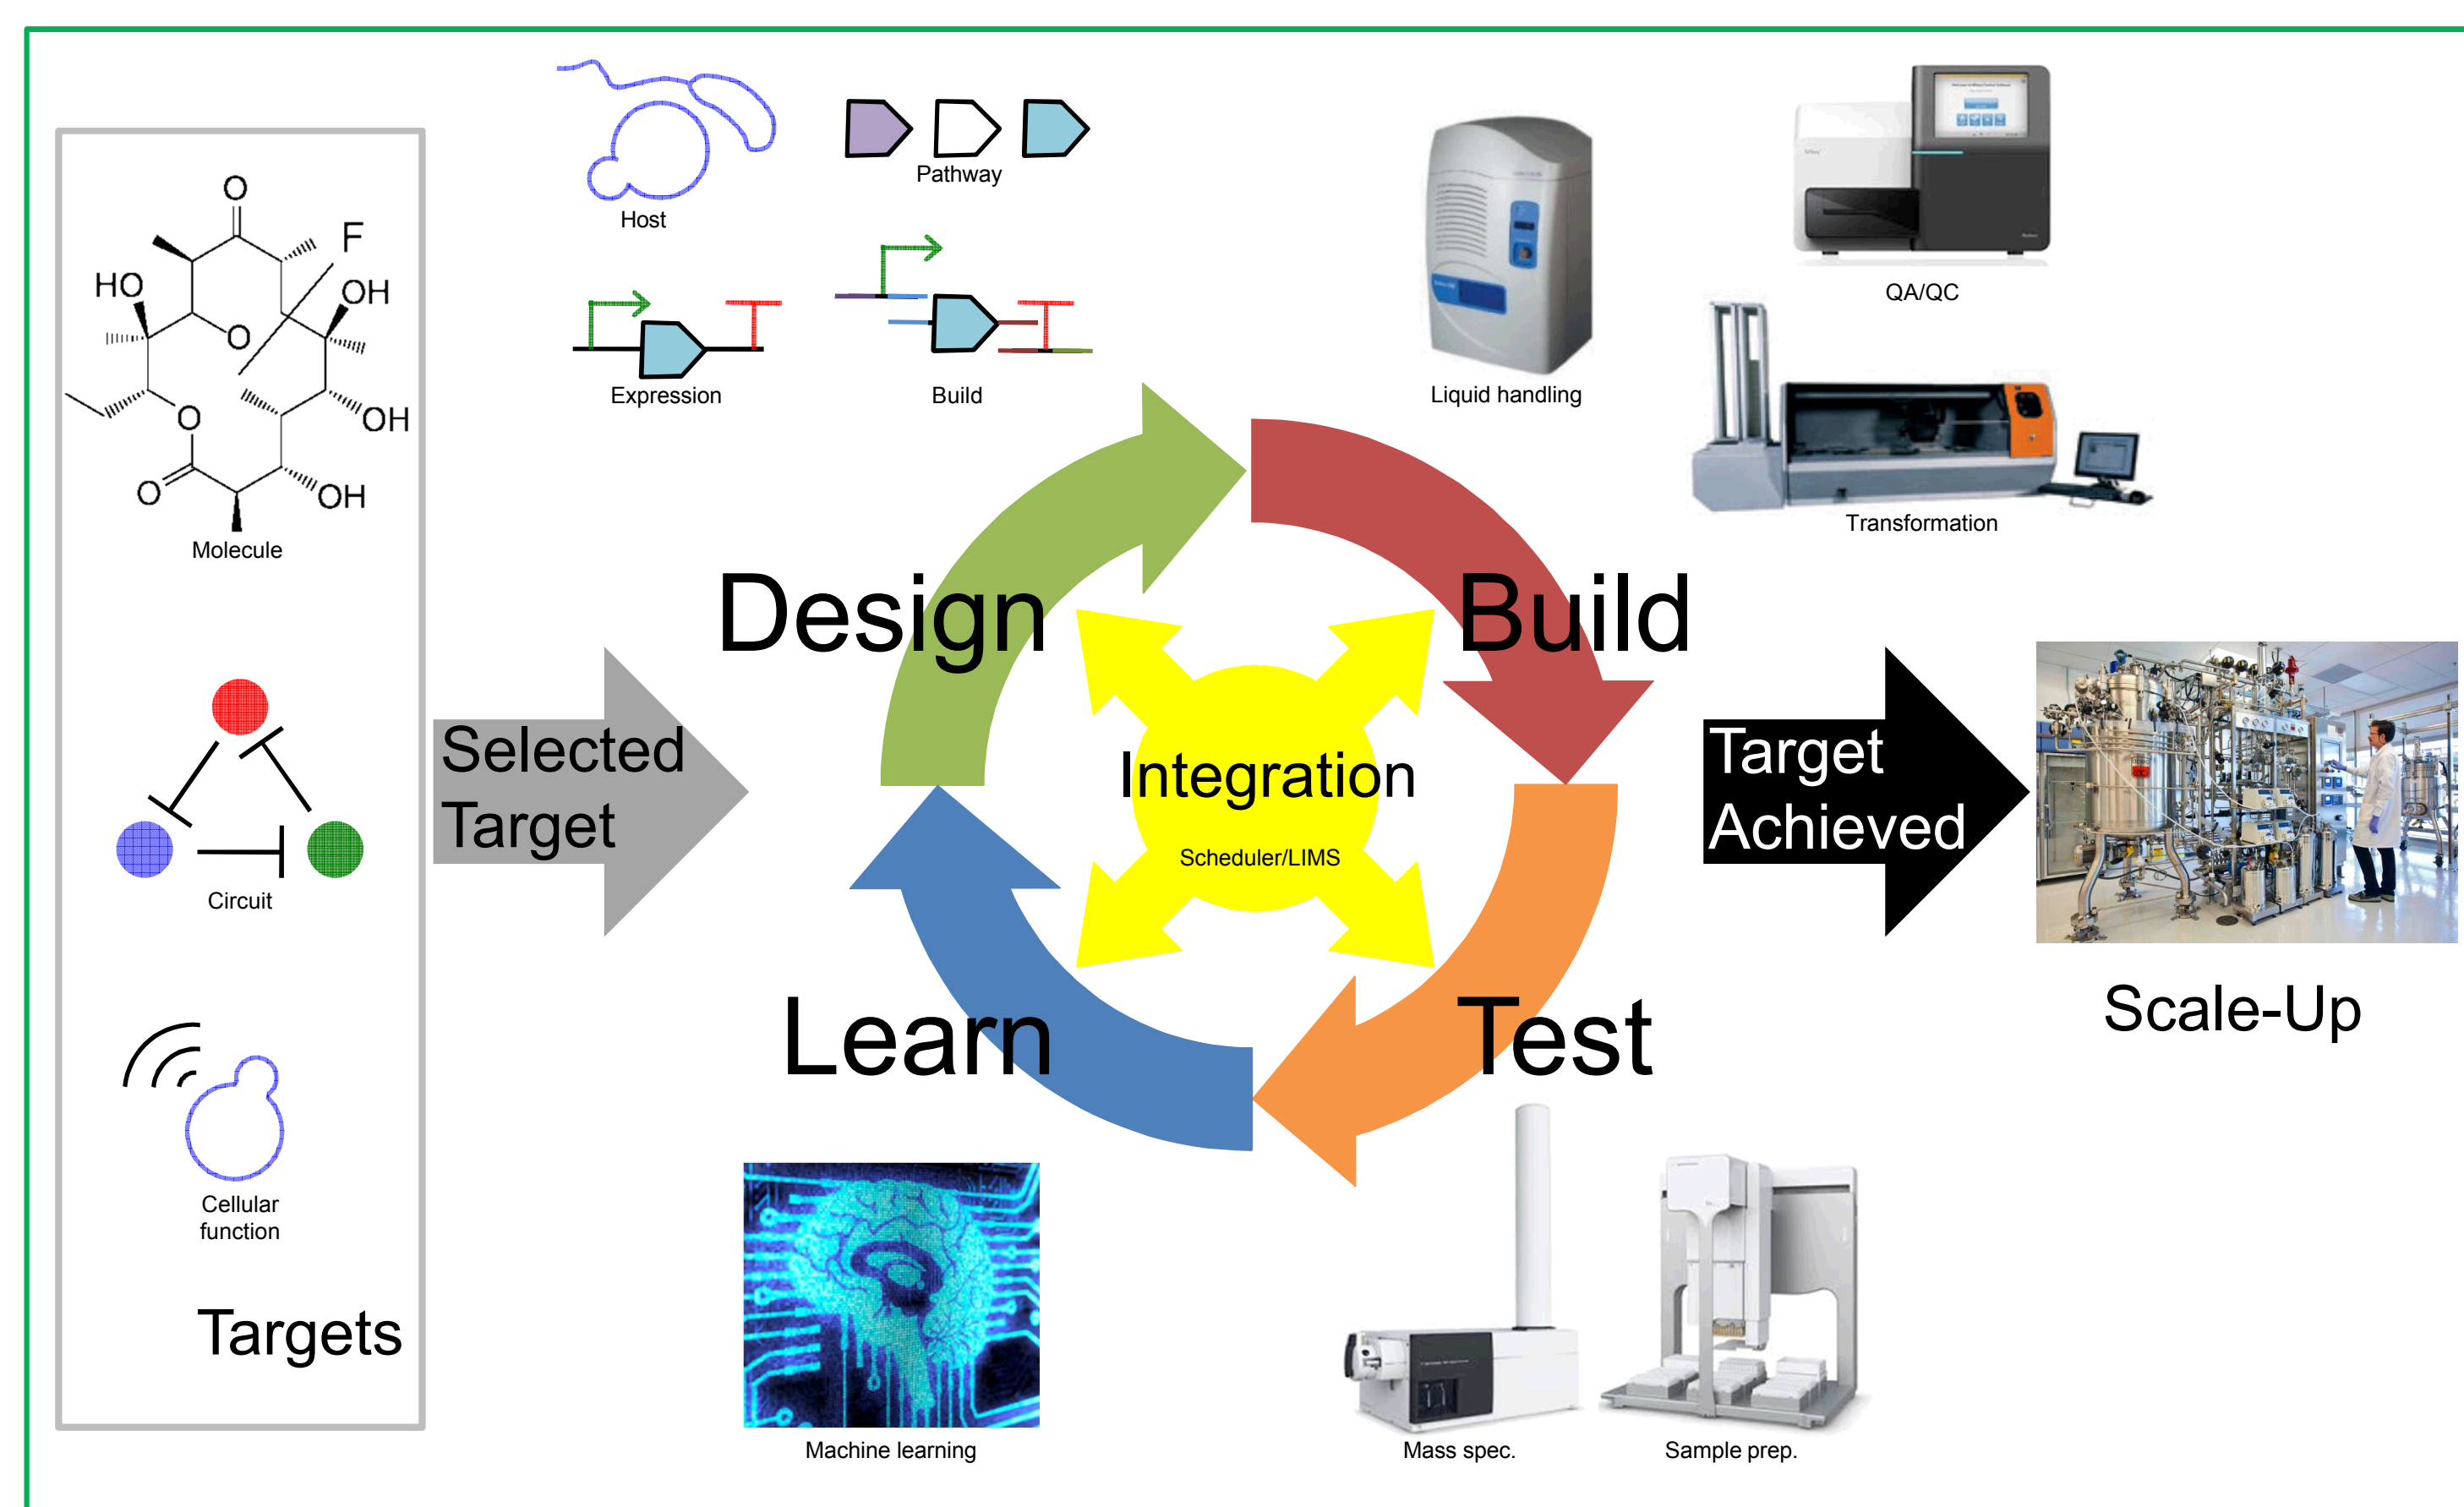 Host
Pathway
Expression
Build
Liquid handling
QA/QC
Transformation
O
F
HO
OH
O
O
OH
O
OH
Molecule
Circuit
Cellular
function
Targets
Selected
Target
Design
Build
Integration
Scheduler/LIMS
Learn
Test
Target
Achieved
Scale-Up
Machine learning
Mass spec.
Sample prep.